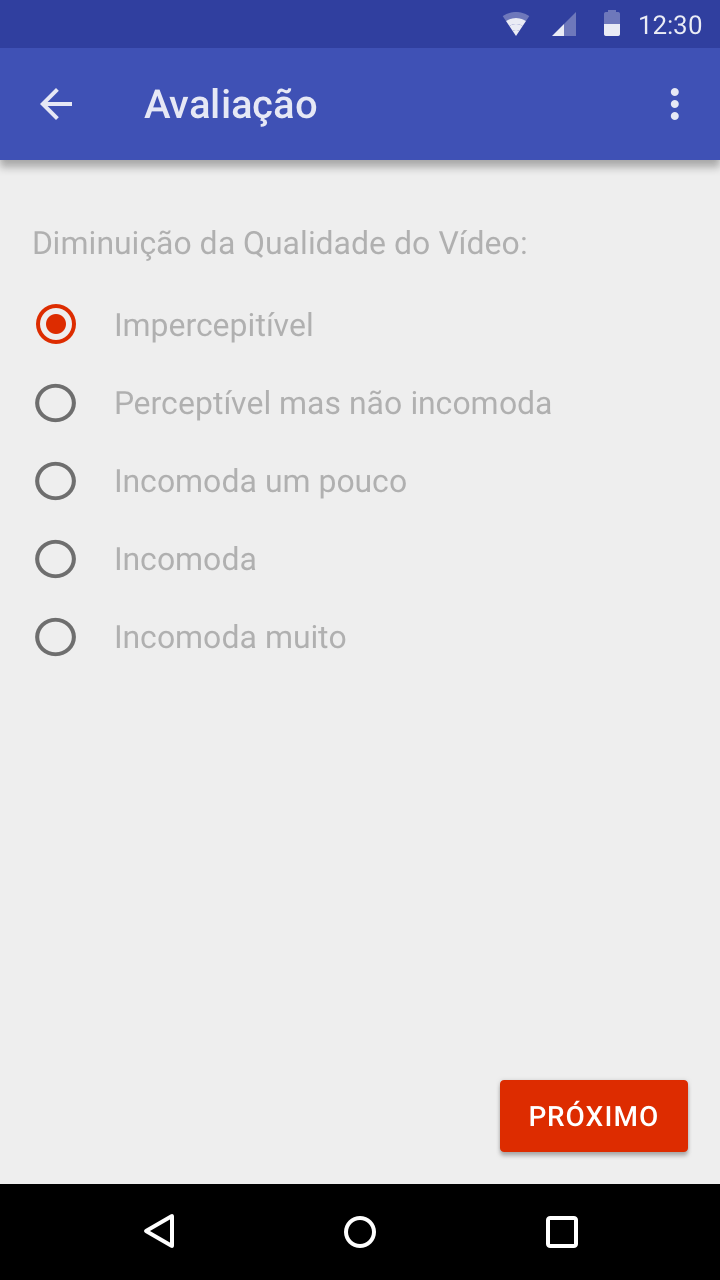 12:30
Avaliação
Diminuição da Qualidade do Vídeo:
Impercepitível
Perceptível mas não incomoda
Incomoda um pouco
Incomoda
Incomoda muito
PRÓXIMO